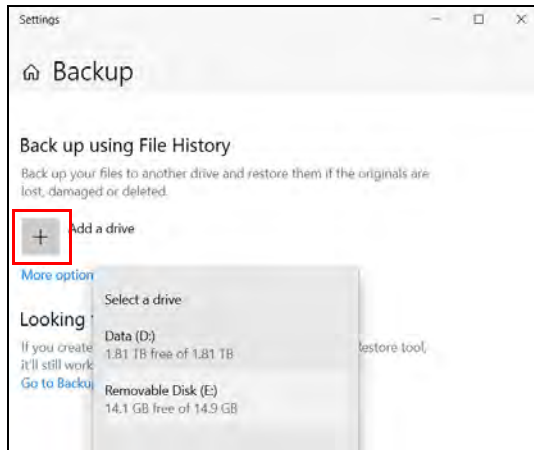 Settings
Backup
Back up using File History
Back up your files to another drive and restore them if the originals are
lost, damaged or deleted.
+ Add a drive
More option
Select a drive
Looking
Data (D:)
If you create
1.81 TB free of 1.81 TB
Restore tool,
it'll still work
Go to Backu
Removable Disk (E:)
14.1 GB free of 14.9 GB